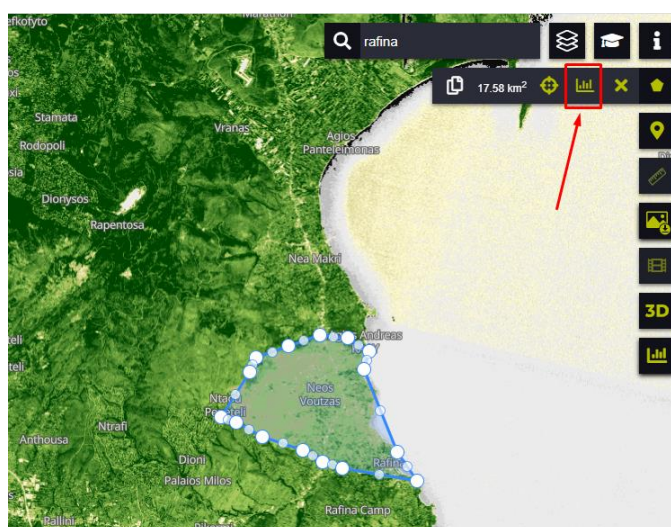 rafina
17.58 km²
Stamata
Rodopoli
Vranas
Agios
Panteleimonas
Dionysos
Rapentosa
Nea Makri
Andreas
Neos
Voutzas
Ntrafi
Anthousa
Dioni
Palaios Milos
Rafina Camp
3D